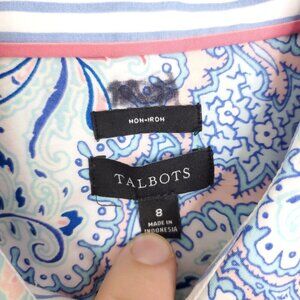 NON-IRON
TALBOTS
8
MADE IN
INDONESIA